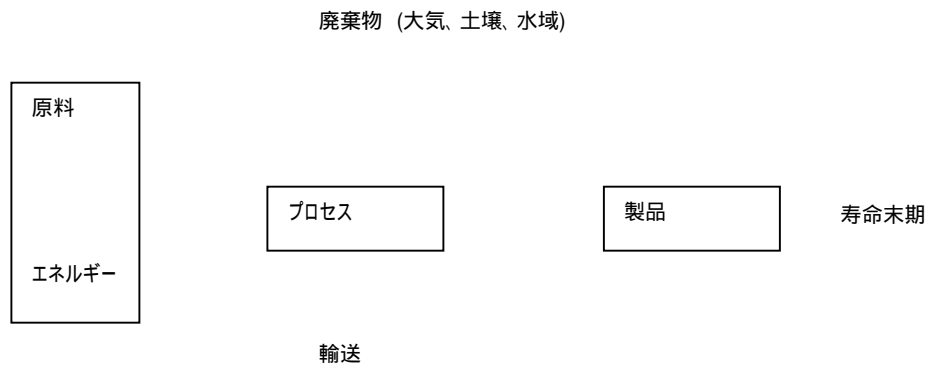 廃棄物 (大気、土壌、水域)
原料
プロセス
製品
寿命末期
エネルギー
輸送